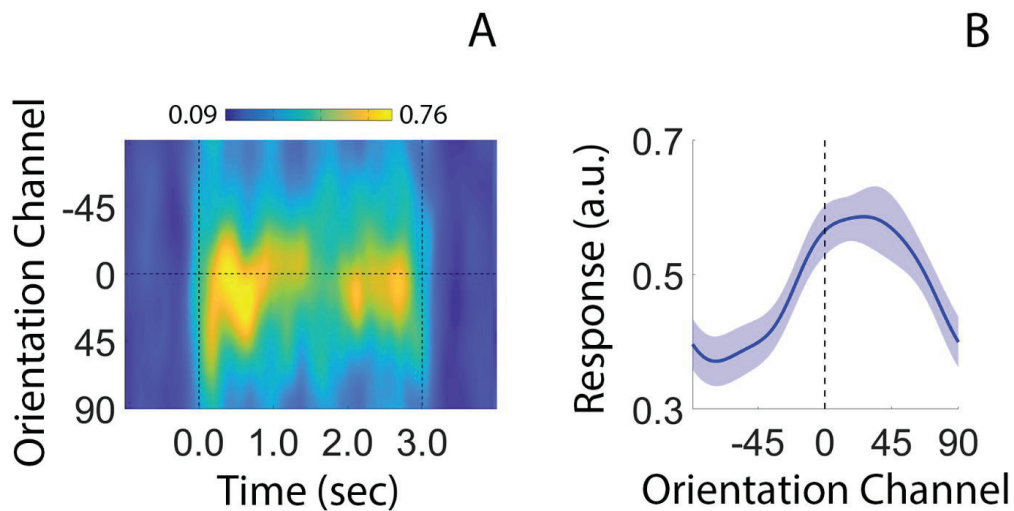 A
B
0.09
0.76
Orientation Channel
-45
0
45
90
0.0 1.0 2.0 3.0
Time (sec)
Response (a.u.)
0.7
0.5
0.3
-45 0 45 90
Orientation Channel